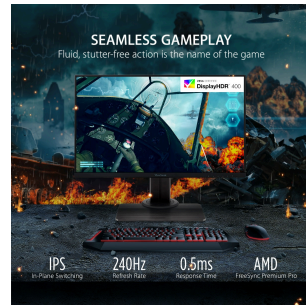 SEAMLESS GAMEPLAY
Fluid, stutter-free action is the name of the game
DisplayHDR 400
IPS
In-Plane Switching
240Hz
Refresh Rate
0.5ms
Response Time
AMD
FreeSync Premium Pro